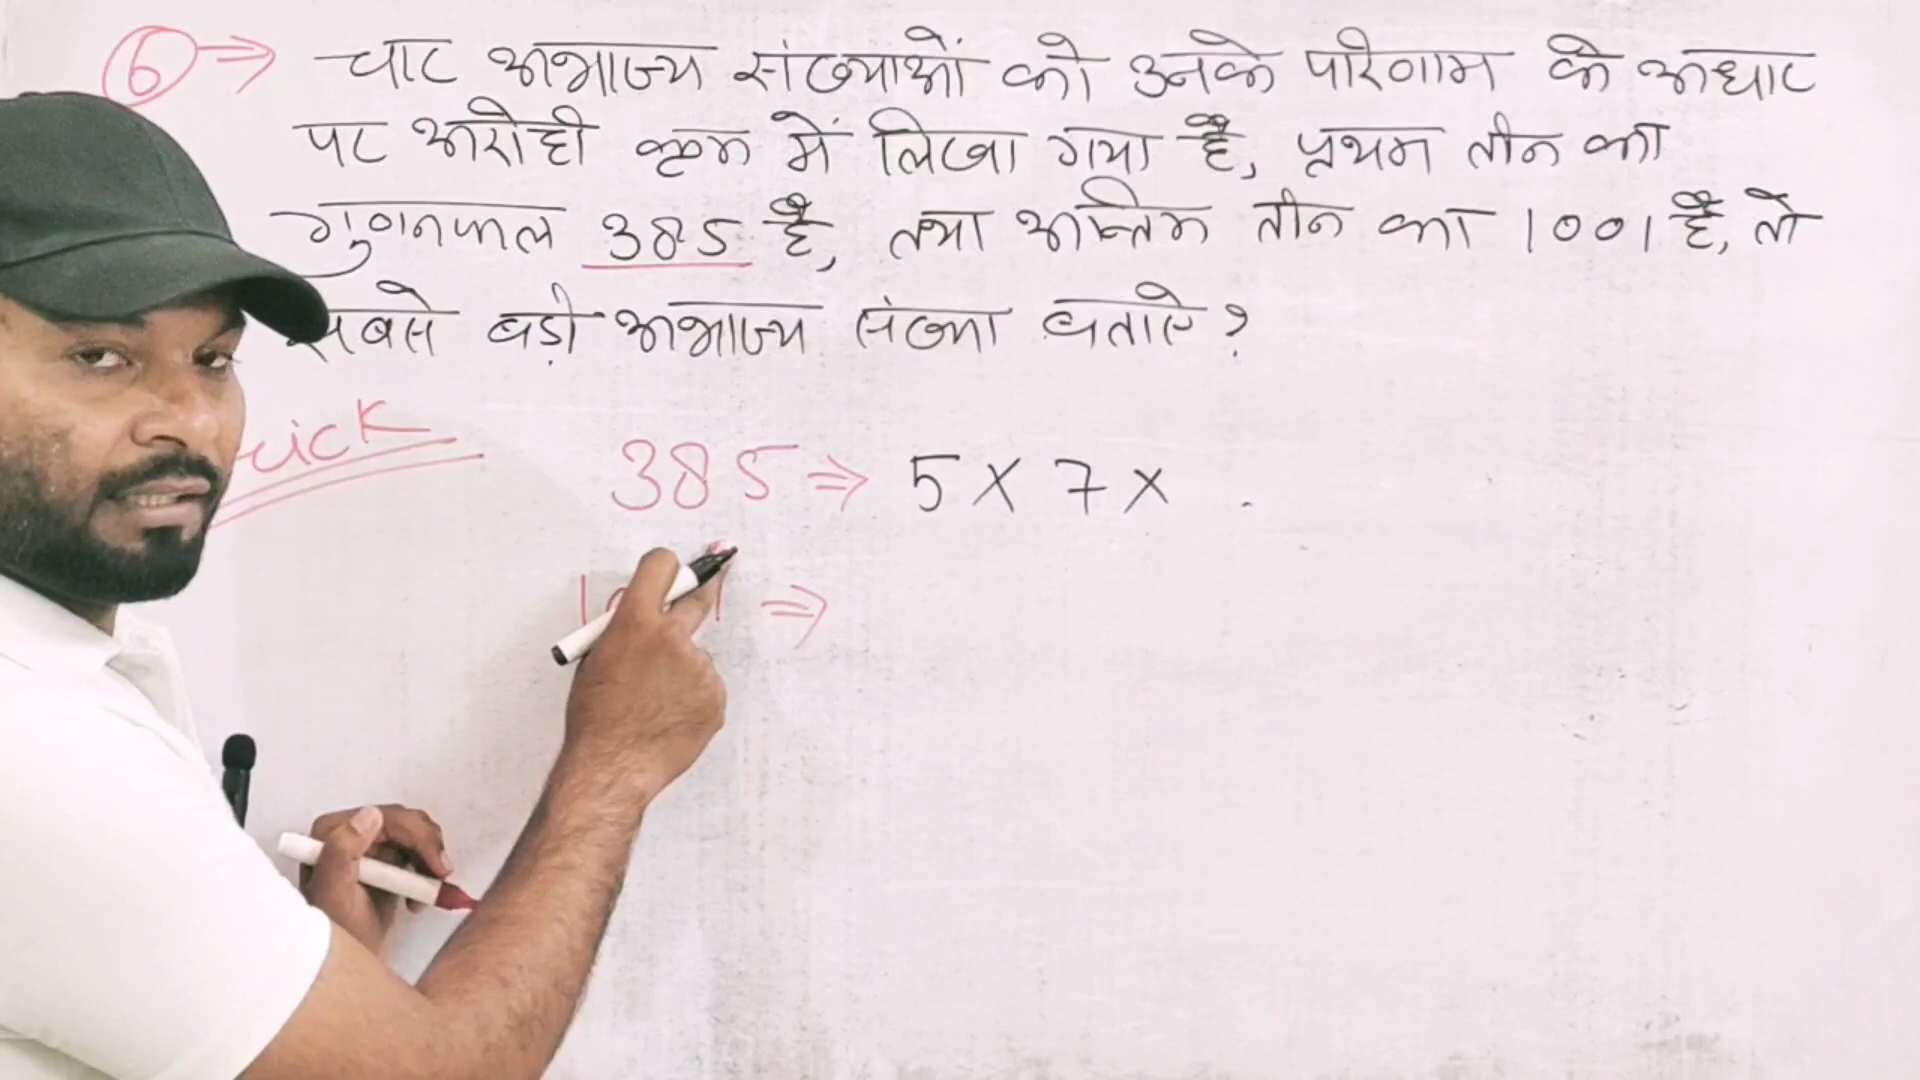 6 ⇒ चार अभाज्य संख्याओं को उनके परिणाम के आधार
पर आरोही क्रम में लिखा गया है, प्रथम तीन का
गुणनफल 385 है, तथा अन्तिम तीन का 1001 है, तो
सबसे बड़ी अभाज्य संख्या बताऐ ?
385 ⇒ 5 × 7 ×
⇒